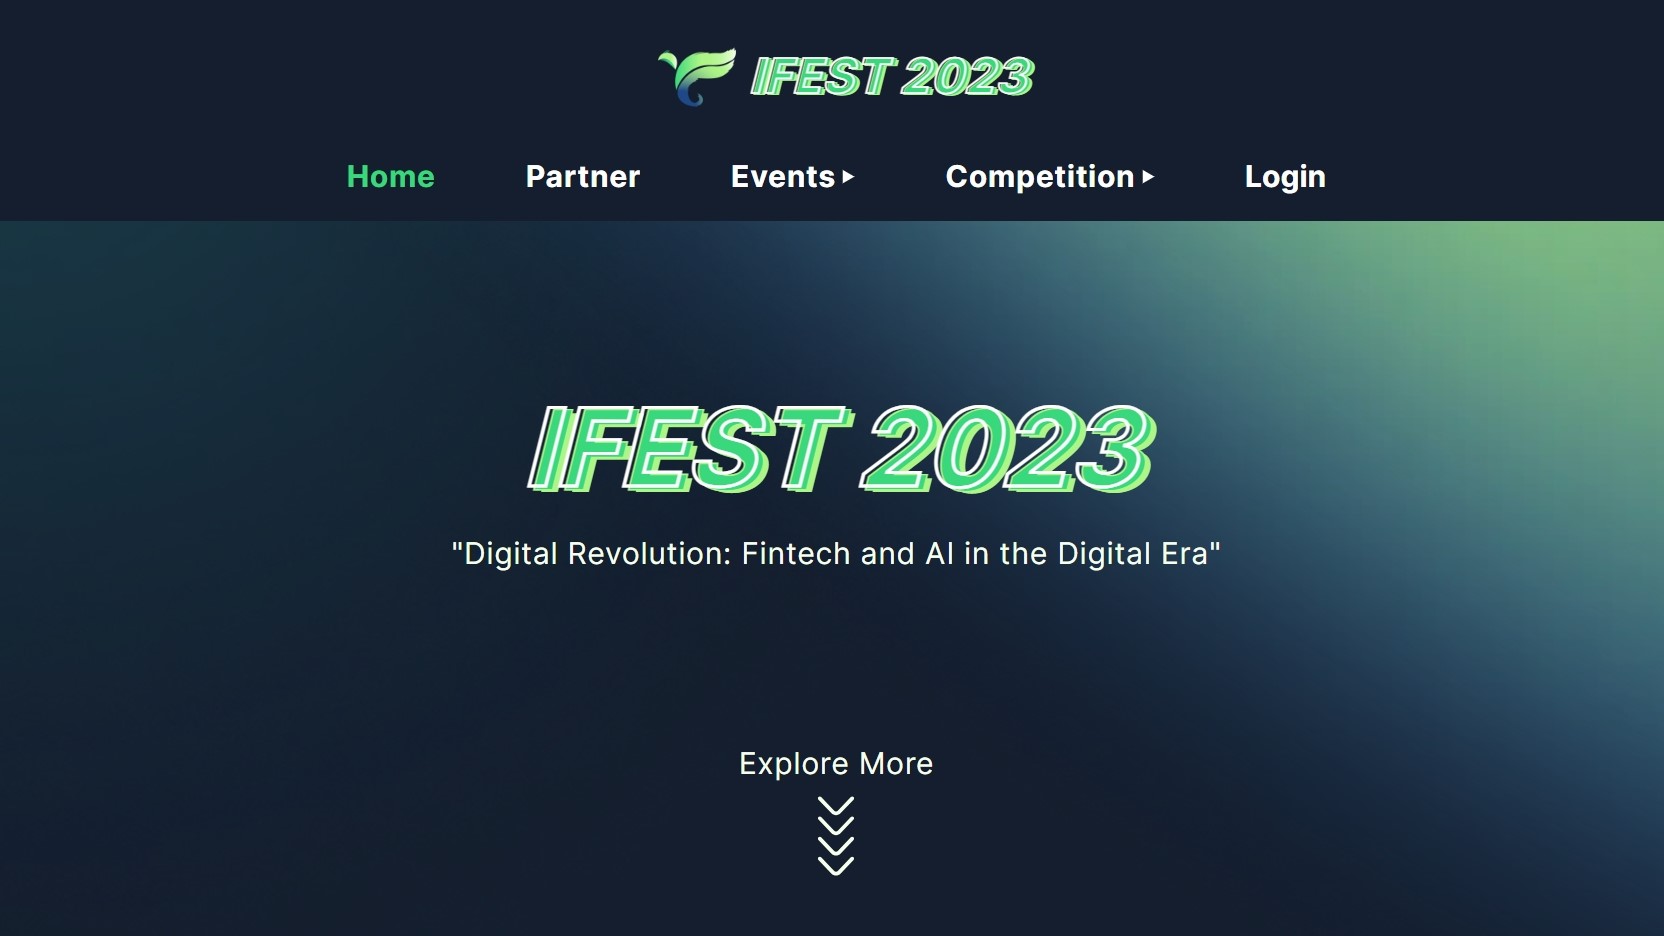 IFEST 2023
Home Partner Events Competition Login
IFEST 2023
"Digital Revolution: Fintech and AI in the Digital Era"
Explore More